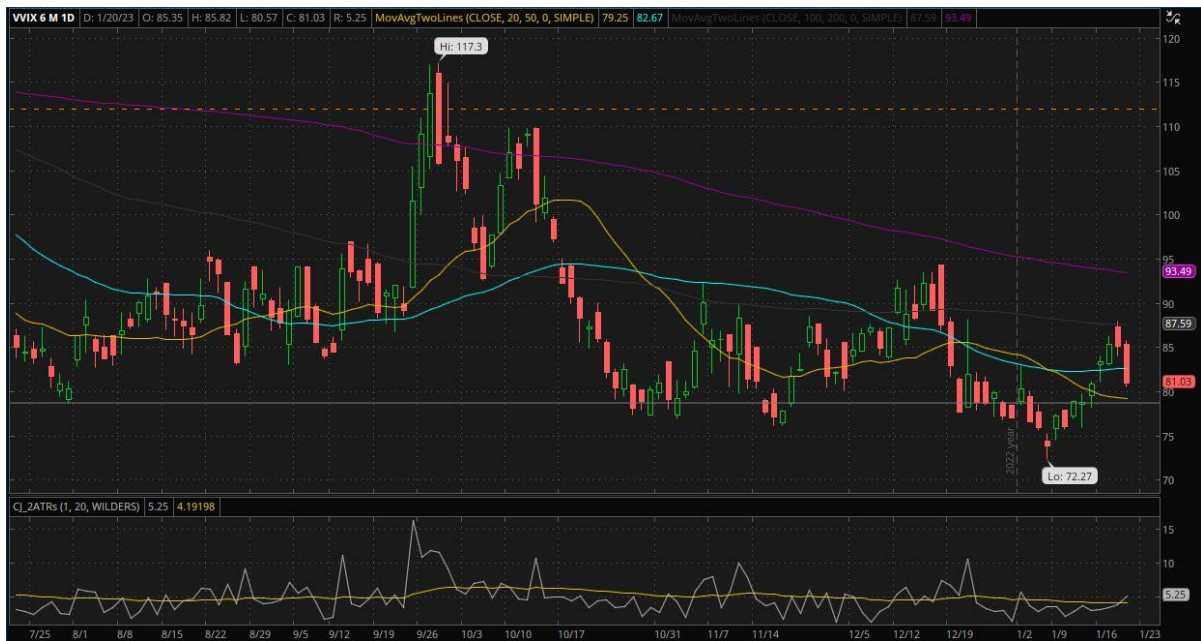 VVIX 6 M 1D D: 1/20/23 O: 85.35 H: 85.82 L: 80.57 C: 81.03 R: 5.25 MovAvgTwoLines (CLOSE, 20, 50, 0, SIMPLE) 79.25 82.67 MovAvgTwoLines (CLOSE, 100, 200, 0, SIMPLE) 87.59 93.49
Hi: 117.3
120
115
110
105
100
95
93.49
90
87.59
85
81.03
80
75
70
2022 year
Lo: 72.27
CJ_2ATRs (1, 20, WILDERS) 5.25 4.19198
15
10
5.25
7/25 8/1 8/8 8/15 8/22 8/29 9/5 9/12 9/19 9/26 10/3 10/10 10/17 10/31 11/7 11/14 12/5 12/12 12/19 1/2 1/9 1/16 1/23